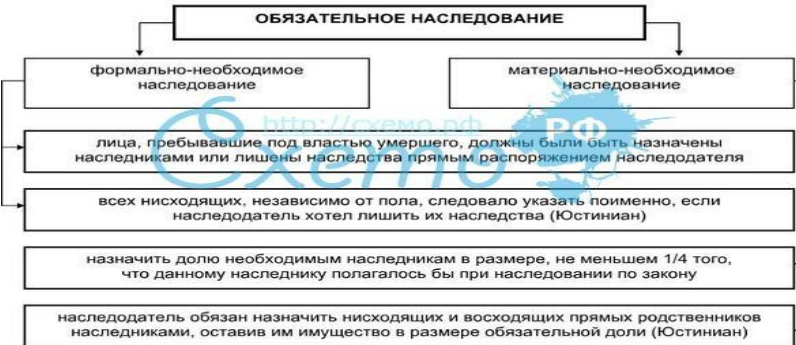 ОБЯЗАТЕЛЬНОЕ НАСЛЕДОВАНИЕ
формально-необходимое
наследование
материально-необходимое
наследование
http://схемо.рф
Схемо
РФ
лица, пребывавшие под властью умершего, должны были быть назначены
наследниками или лишены наследства прямым распоряжением наследодателя
всех нисходящих, независимо от пола, следовало указать поименно, если
наследодатель хотел лишить их наследства (Юстиниан)
назначить долю необходимым наследникам в размере, не меньшем 1/4 того,
что данному наследнику полагалось бы при наследовании по закону
наследодатель обязан назначить нисходящих и восходящих прямых родственников
наследниками, оставив им имущество в размере обязательной доли (Юстиниан)